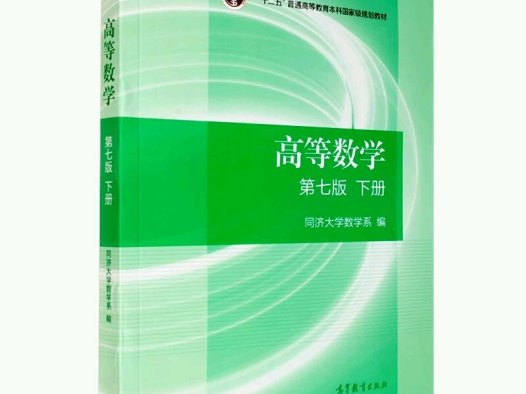 “十二五”普通高等教育本科国家级规划教材
高等数学
第七版 下册
同济大学数学系 编
高等教育出版社
高等数学
第七版 下册
同济大学数学系 编